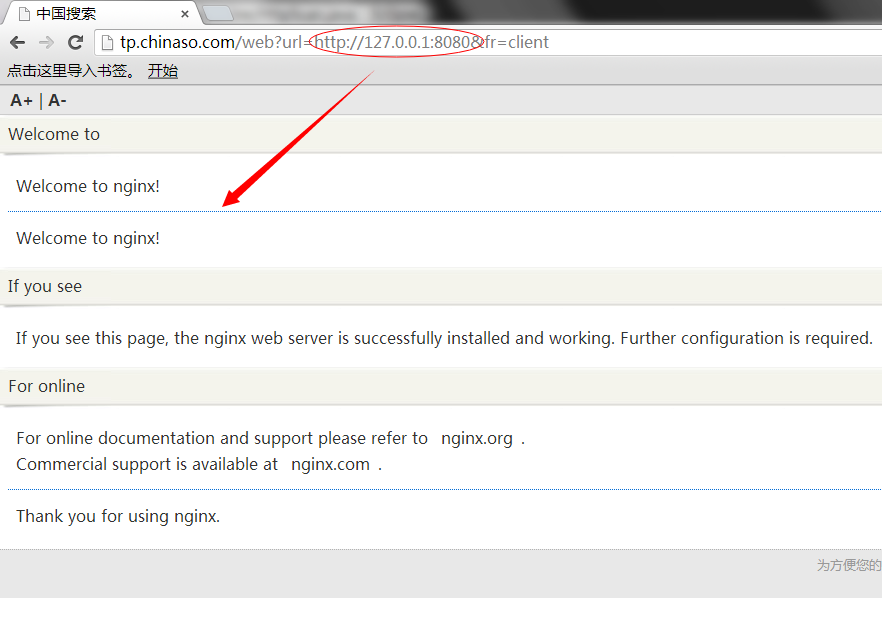 中国搜索
tp.chinaso.com/web?url=http://127.0.0.1:8080&fr=client
点击这里导入书签。 开始
A+ | A-
Welcome to
Welcome to nginx!
Welcome to nginx!
If you see
If you see this page, the nginx web server is successfully installed and working. Further configuration is required.
For online
For online documentation and support please refer to nginx.org .
Commercial support is available at nginx.com .
Thank you for using nginx.
为方便您的